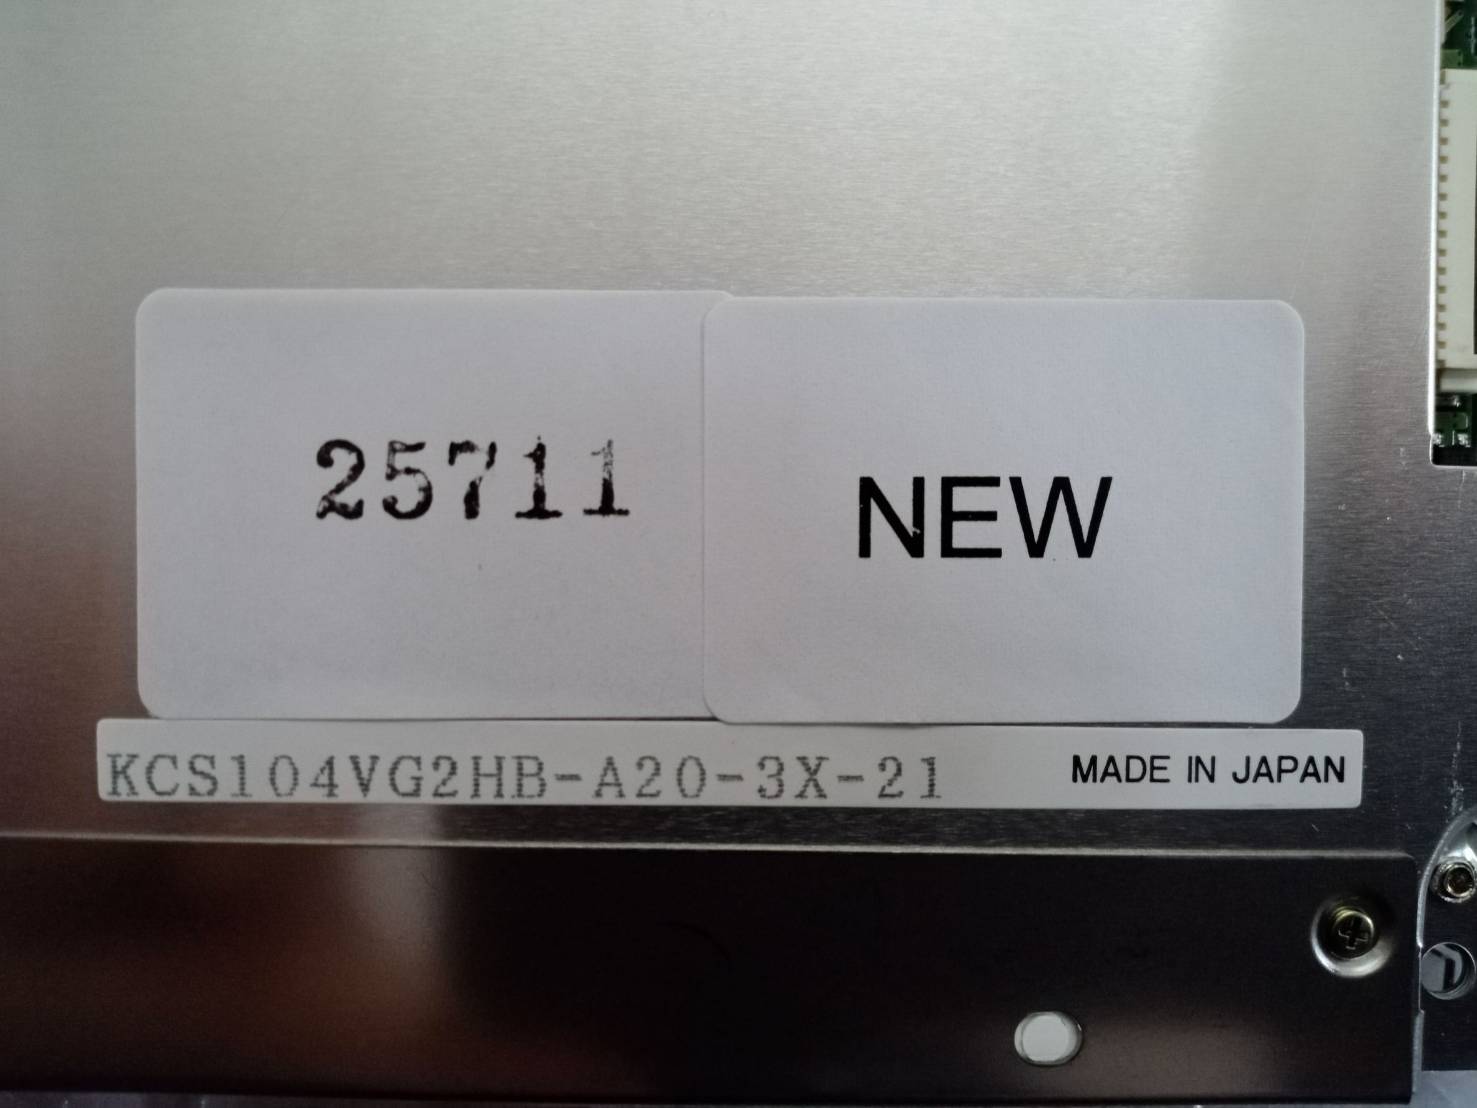 25711
NEW
KCS104VG2HB-A20-3X-21
MADE IN JAPAN